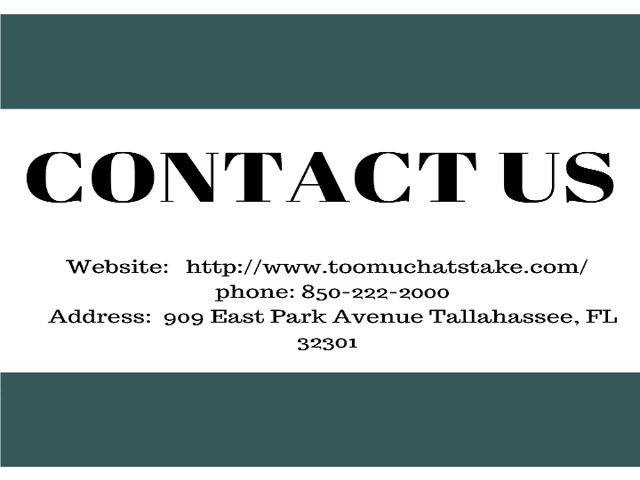 CONTACT US
Website: http://www.toomuchatstake.com/
phone: 850-222-2000
Address: 909 East Park Avenue Tallahassee, FL
32301